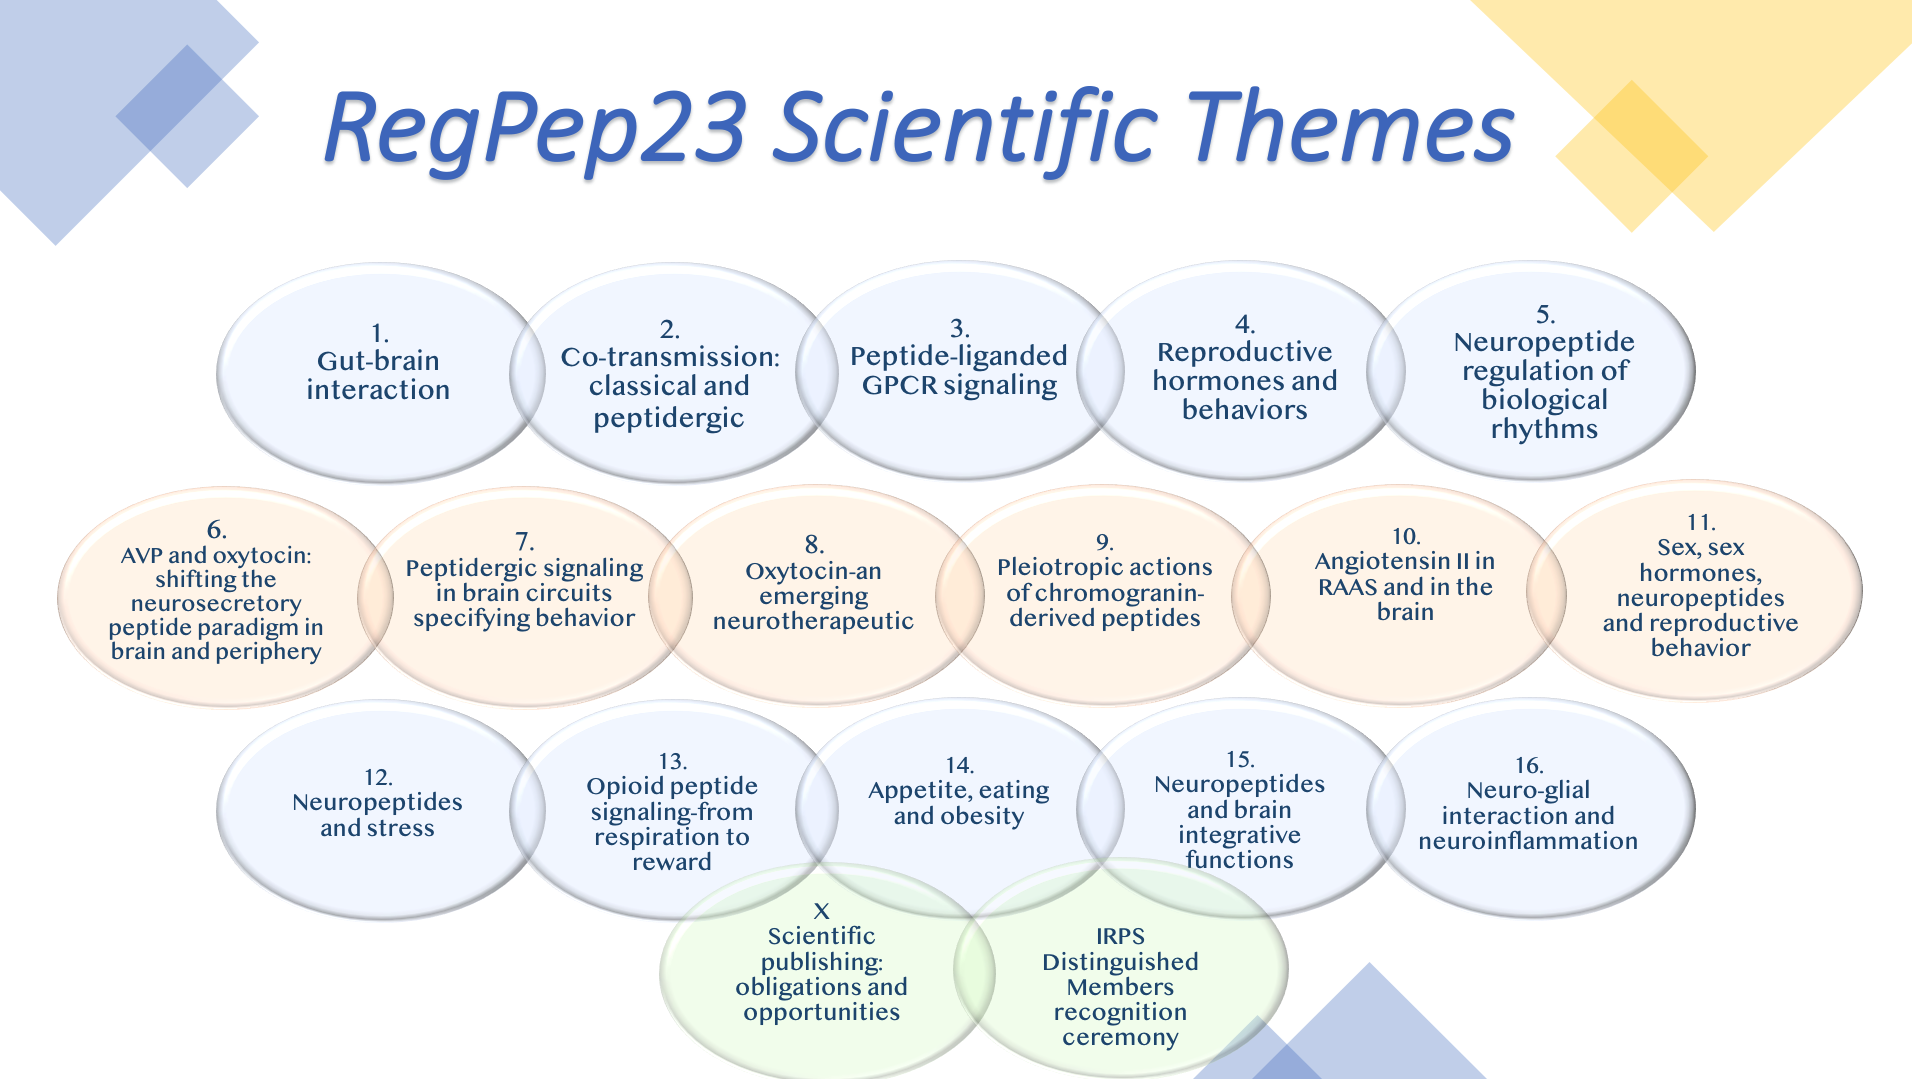 RegPep23 Scientific Themes
1.
Gut-brain
interaction
2.
Co-transmission:
classical and
peptidergic
3.
Peptide-liganded
GPCR signaling
4.
Reproductive
hormones and
behaviors
5.
Neuropeptide
regulation of
biological
rhythms
6.
AVP and oxytocin:
shifting the
neurosecretory
peptide paradigm in
brain and periphery
7.
Peptidergic signaling
in brain circuits
specifying behavior
8.
Oxytocin-an
emerging
neurotherapeutic
9.
Pleiotropic actions
of chromogranin-
derived peptides
10.
Angiotensin II in
RAAS and in the
brain
11.
Sex, sex
hormones,
neuropeptides
and reproductive
behavior
12.
Neuropeptides
and stress
13.
Opioid peptide
signaling-from
respiration to
reward
14.
Appetite, eating
and obesity
15.
Neuropeptides
and brain
integrative
functions
16.
Neuro-glial
interaction and
neuroinflammation
X
Scientific
publishing:
obligations and
opportunities
IRPS
Distinguished
Members
recognition
ceremony